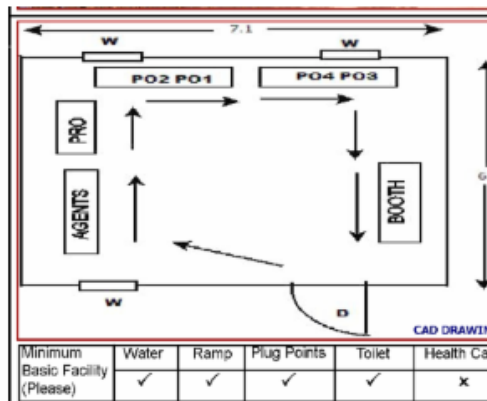 7.1
W
W
PO2 PO1
PO4 PO3
PRO
AGENTS
BOOTH
6
W
D
CAD DRAWIN
Minimum Basic Facility (Please)
Water
Ramp
Plug Points
Toilet
Health Ca
✓
✓
✓
✓
x